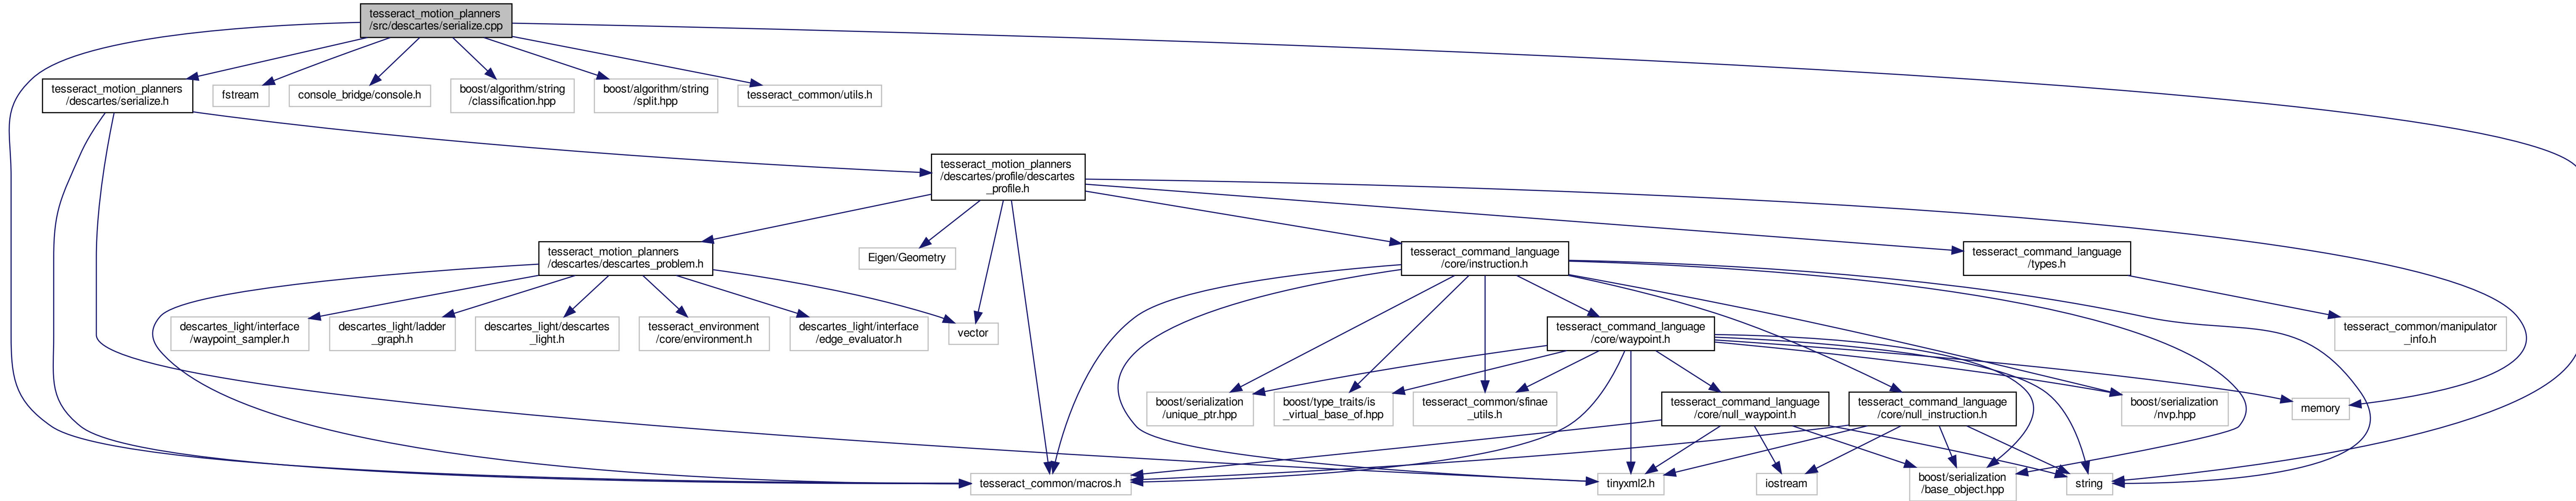 tesseract_motion_planners
/src/descartes/serialize.cpp
tesseract_motion_planners
/descartes/serialize.h
fstream
console_bridge/console.h
boost/algorithm/string
/classification.hpp
boost/algorithm/string
/split.hpp
tesseract_common/utils.h
tesseract_motion_planners
/descartes/profile/descartes
_profile.h
tesseract_motion_planners
/descartes/descartes_problem.h
Eigen/Geometry
tesseract_command_language
/core/instruction.h
tesseract_command_language
/types.h
descartes_light/interface
/waypoint_sampler.h
descartes_light/ladder
_graph.h
descartes_light/descartes
_light.h
tesseract_environment
/core/environment.h
descartes_light/interface
/edge_evaluator.h
vector
tesseract_command_language
/core/waypoint.h
tesseract_common/manipulator
_info.h
boost/serialization
/unique_ptr.hpp
boost/type_traits/is
_virtual_base_of.hpp
tesseract_common/sfinae
_utils.h
tesseract_command_language
/core/null_waypoint.h
tesseract_command_language
/core/null_instruction.h
boost/serialization
/nvp.hpp
memory
tesseract_common/macros.h
tinyxml2.h
iostream
boost/serialization
/base_object.hpp
string